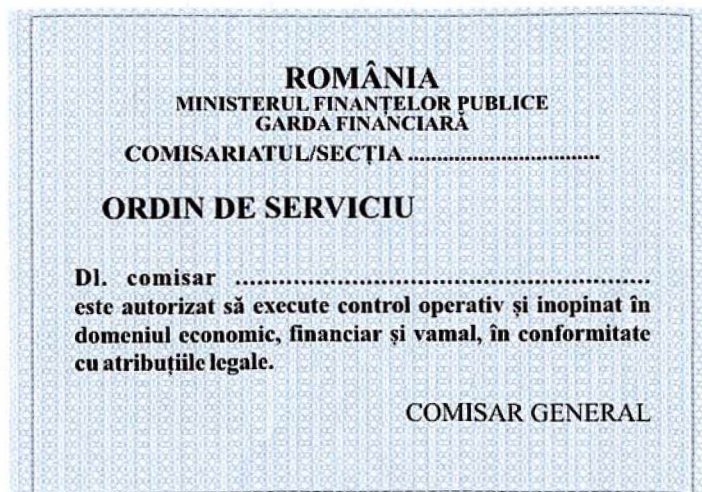 ROMÂNIA
MINISTERUL FINANȚELOR PUBLICE
GARDA FINANCIARĂ
COMISARIATUL/SECȚIA .................................
ORDIN DE SERVICIU
Dl. comisar ....................................................
este autorizat să execute control operativ și inopinat în
domeniul economic, financiar și vamal, în conformitate
cu atribuțiile legale.
COMISAR GENERAL